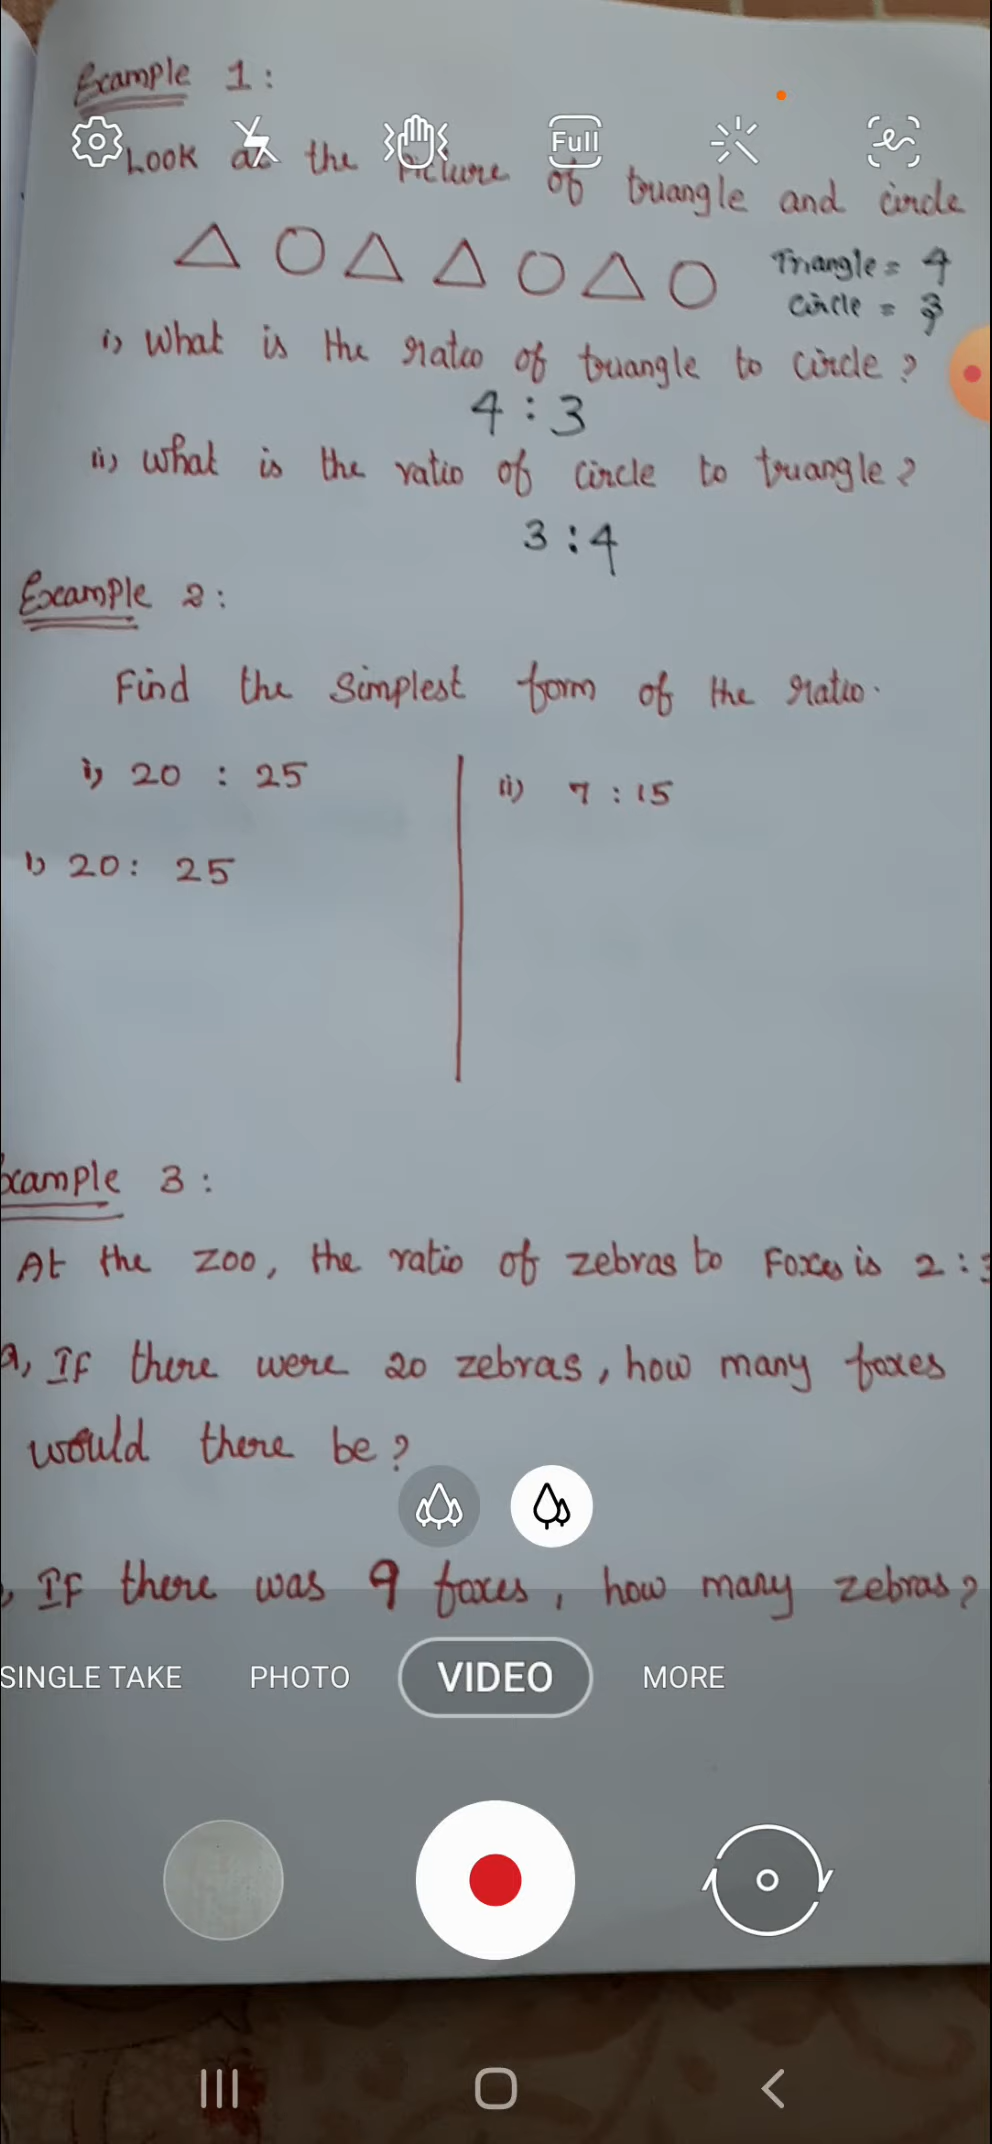 Example 1:
Full
Look at the Picture of triangle and circle
Triangle = 4
Circle = 3
i) What is the ratio of triangle to circle?
4 : 3
ii) what is the ratio of circle to triangle?
3 : 4
Example 2:
Find the Simplest form of the ratio.
i) 20 : 25
ii) 7 : 15
i) 20 : 25
xample 3:
At the zoo, the ratio of zebras to Foxes is 2 : 3
a, If there were 20 zebras, how many foxes
would there be?
, If there was 9 foxes, how many zebras?
SINGLE TAKE PHOTO VIDEO MORE